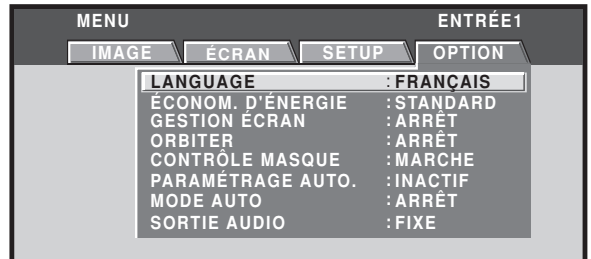 MENU ENTRÉE1
IMAGE ÉCRAN SETUP OPTION
LANGUAGE : FRANÇAIS
ÉCONOM. D'ÉNERGIE : STANDARD
GESTION ÉCRAN : ARRÊT
ORBITER : ARRÊT
CONTRÔLE MASQUE : MARCHE
PARAMÉTRAGE AUTO. : INACTIF
MODE AUTO : ARRÊT
SORTIE AUDIO : FIXE